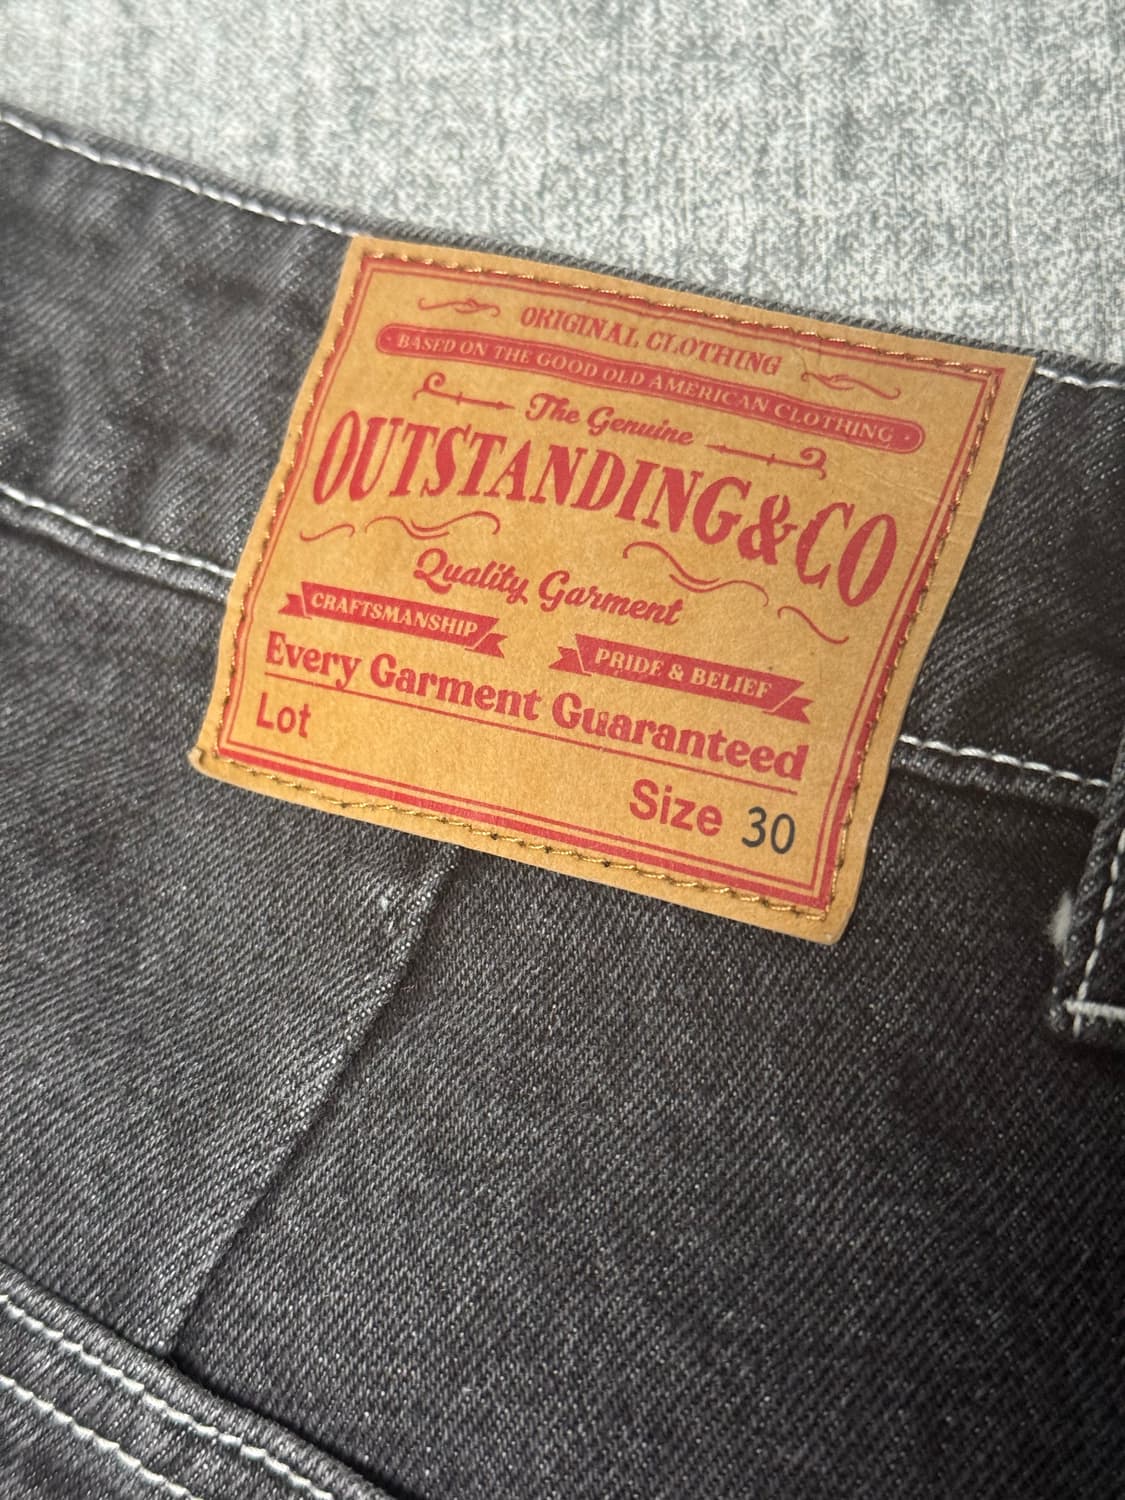 ORIGINAL CLOTHING
· BASED ON THE GOOD OLD AMERICAN CLOTHING ·
The Genuine
OUTSTANDING&CO
Quality Garment
CRAFTSMANSHIP
PRIDE & BELIEF
Every Garment Guaranteed
Lot
Size 30